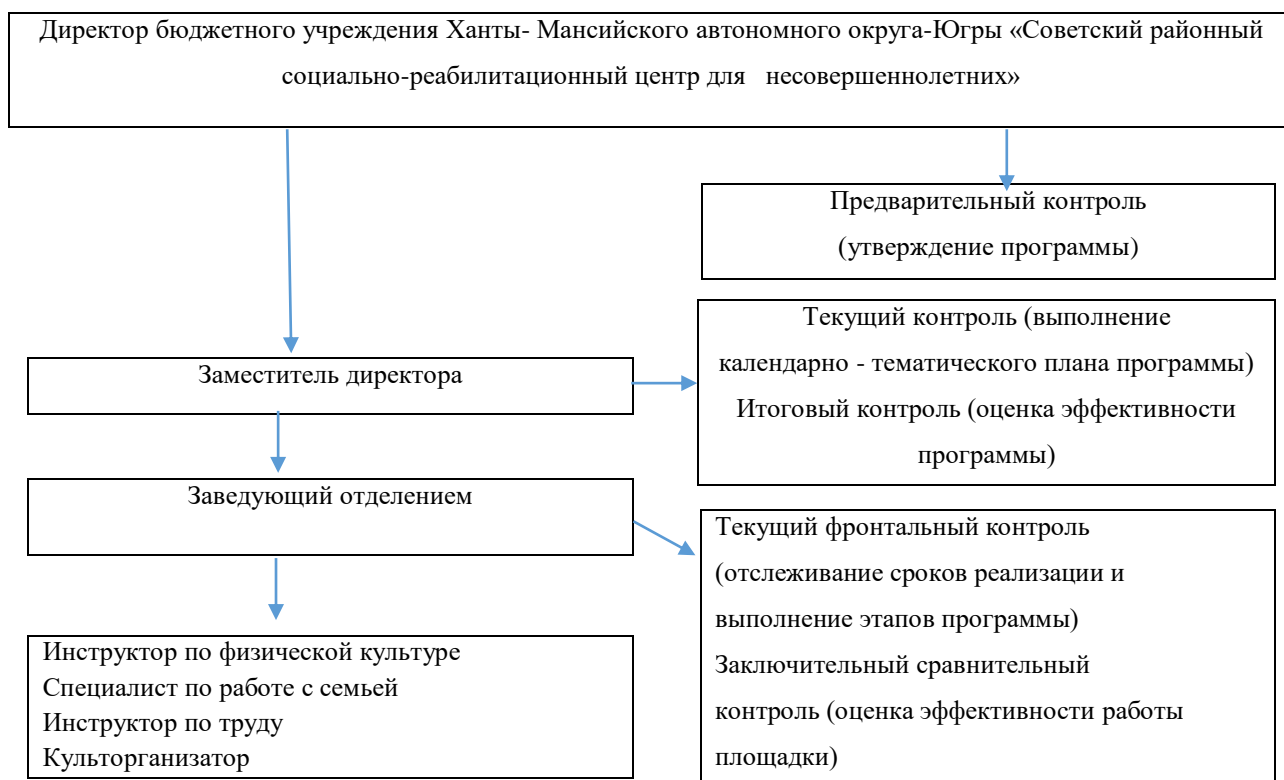 Директор бюджетного учреждения Ханты- Мансийского автономного округа-Югры «Советский районный
социально-реабилитационный центр для несовершеннолетних»
Предварительный контроль
(утверждение программы)
Текущий контроль (выполнение
календарно - тематического плана программы)
Итоговый контроль (оценка эффективности
программы)
Заместитель директора
Заведующий отделением
Текущий фронтальный контроль
(отслеживание сроков реализации и
выполнение этапов программы)
Заключительный сравнительный
контроль (оценка эффективности работы
площадки)
Инструктор по физической культуре
Специалист по работе с семьей
Инструктор по труду
Культорганизатор